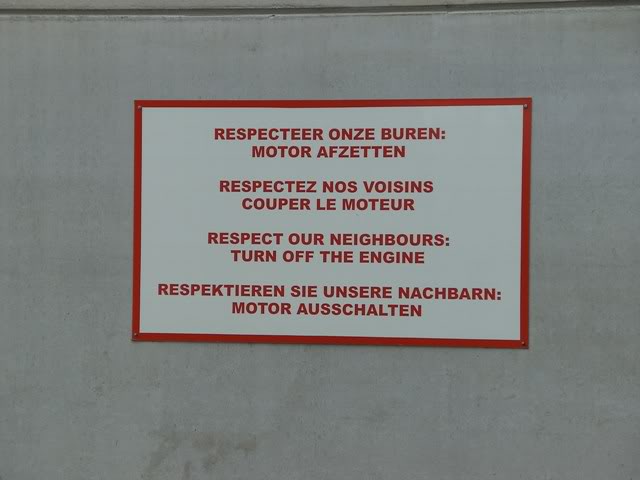 RESPECTEER ONZE BUREN:
MOTOR AFZETTEN
RESPECTEZ NOS VOISINS
COUPER LE MOTEUR
RESPECT OUR NEIGHBOURS:
TURN OFF THE ENGINE
RESPEKTIEREN SIE UNSERE NACHBARN:
MOTOR AUSSCHALTEN